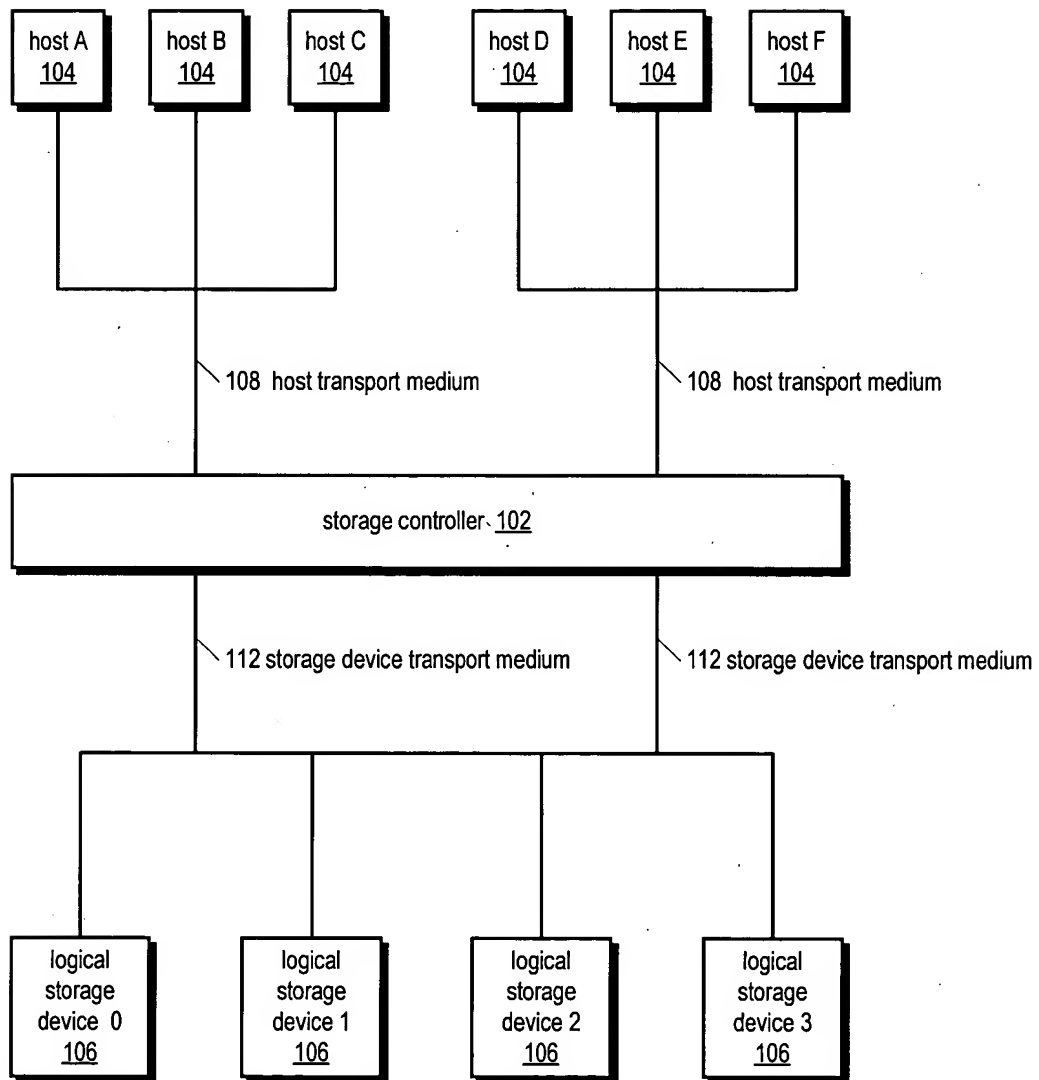 host A
104
host B
104
host C
104
host D
104
host E
104
host F
104
108 host transport medium
108 host transport medium
storage controller 102
112 storage device transport medium
112 storage device transport medium
logical
storage
device 0
106
logical
storage
device 1
106
logical
storage
device 2
106
logical
storage
device 3
106